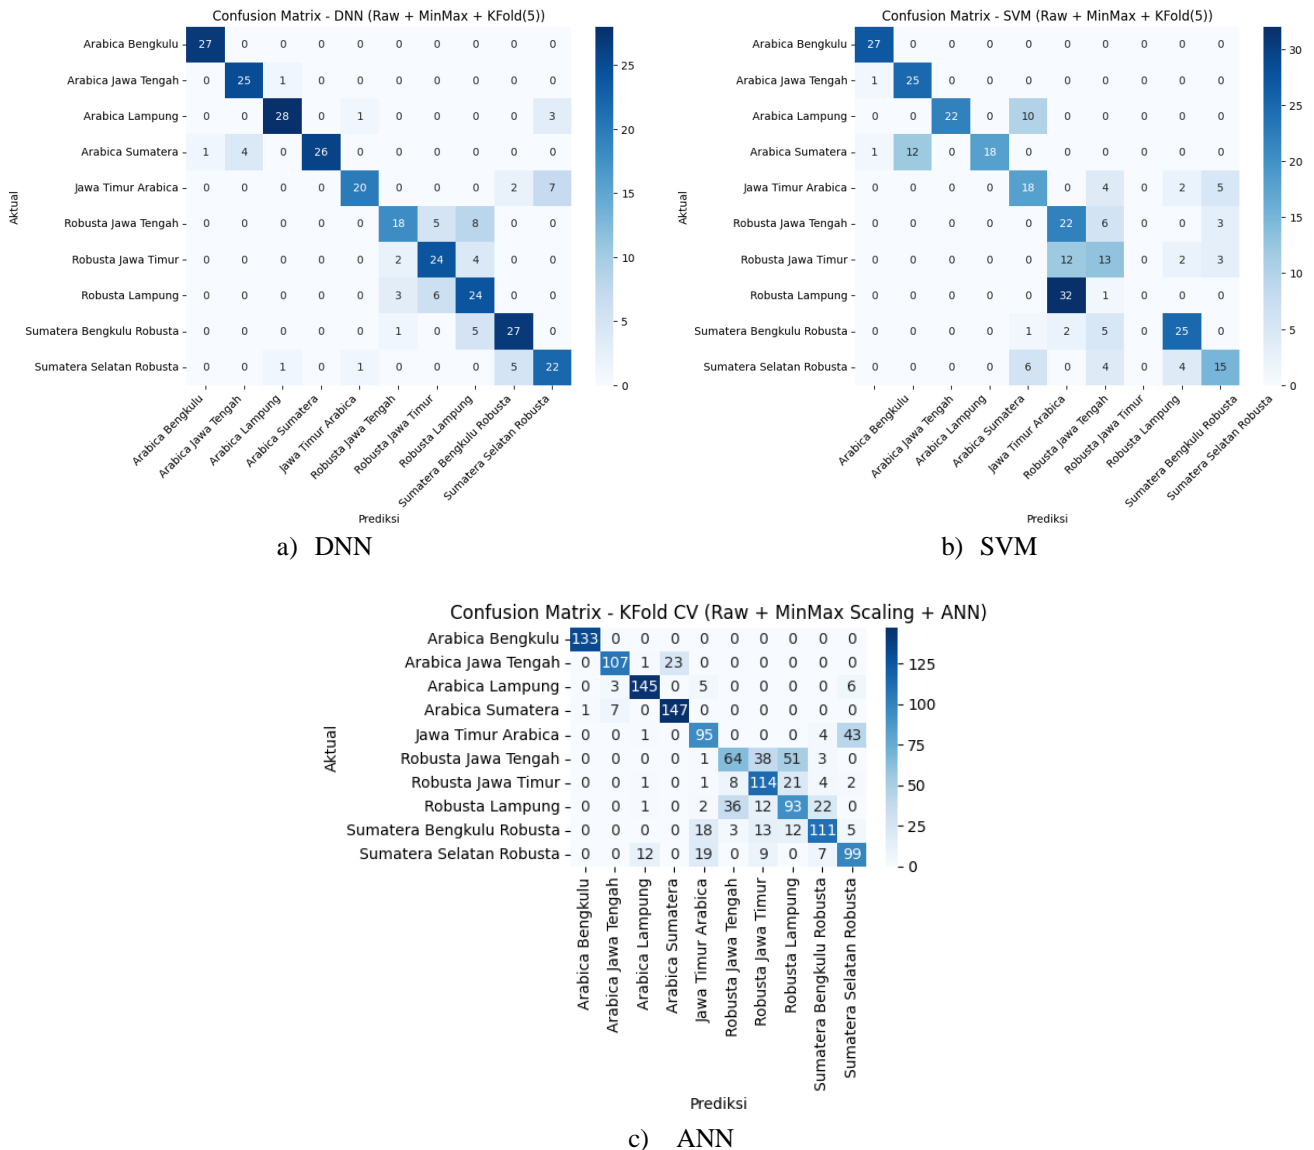 Confusion Matrix - DNN (Raw + MinMax + KFold(5))
Aktual
Arabica Bengkulu 27 0 0 0 0 0 0 0 0 0
Arabica Jawa Tengah 0 25 1 0 0 0 0 0 0 0
Arabica Lampung 0 0 28 0 1 0 0 0 0 3
Arabica Sumatera 1 4 0 26 0 0 0 0 0 0
Jawa Timur Arabica 0 0 0 0 20 0 0 0 2 7
Robusta Jawa Tengah 0 0 0 0 0 18 5 8 0 0
Robusta Jawa Timur 0 0 0 0 0 2 24 4 0 0
Robusta Lampung 0 0 0 0 0 3 6 24 0 0
Sumatera Bengkulu Robusta 0 0 0 0 0 1 0 5 27 0
Sumatera Selatan Robusta 0 0 1 0 1 0 0 0 5 22
Arabica Bengkulu
Arabica Jawa Tengah
Arabica Lampung
Arabica Sumatera
Jawa Timur Arabica
Robusta Jawa Tengah
Robusta Jawa Timur
Robusta Lampung
Sumatera Bengkulu Robusta
Sumatera Selatan Robusta
Prediksi
25
20
15
10
5
0
a) DNN
Confusion Matrix - SVM (Raw + MinMax + KFold(5))
Aktual
Arabica Bengkulu 27 0 0 0 0 0 0 0 0 0
Arabica Jawa Tengah 1 25 0 0 0 0 0 0 0 0
Arabica Lampung 0 0 22 0 10 0 0 0 0 0
Arabica Sumatera 1 12 0 18 0 0 0 0 0 0
Jawa Timur Arabica 0 0 0 0 18 0 4 0 2 5
Robusta Jawa Tengah 0 0 0 0 0 22 6 0 0 3
Robusta Jawa Timur 0 0 0 0 0 12 13 0 2 3
Robusta Lampung 0 0 0 0 0 32 1 0 0 0
Sumatera Bengkulu Robusta 0 0 0 0 1 2 5 0 25 0
Sumatera Selatan Robusta 0 0 0 0 6 0 4 0 4 15
Arabica Bengkulu
Arabica Jawa Tengah
Arabica Lampung
Arabica Sumatera
Jawa Timur Arabica
Robusta Jawa Tengah
Robusta Jawa Timur
Robusta Lampung
Sumatera Bengkulu Robusta
Sumatera Selatan Robusta
Prediksi
30
25
20
15
10
5
0
b) SVM
Confusion Matrix - KFold CV (Raw + MinMax Scaling + ANN)
Aktual
Arabica Bengkulu 133 0 0 0 0 0 0 0 0 0
Arabica Jawa Tengah 0 107 1 23 0 0 0 0 0 0
Arabica Lampung 0 3 145 0 5 0 0 0 0 6
Arabica Sumatera 1 7 0 147 0 0 0 0 0 0
Jawa Timur Arabica 0 0 1 0 95 0 0 0 4 43
Robusta Jawa Tengah 0 0 0 0 1 64 38 51 3 0
Robusta Jawa Timur 0 0 1 0 1 8 114 21 4 2
Robusta Lampung 0 0 1 0 2 36 12 93 22 0
Sumatera Bengkulu Robusta 0 0 0 0 18 3 13 12 111 5
Sumatera Selatan Robusta 0 0 12 0 19 0 9 0 7 99
Arabica Bengkulu
Arabica Jawa Tengah
Arabica Lampung
Arabica Sumatera
Jawa Timur Arabica
Robusta Jawa Tengah
Robusta Jawa Timur
Robusta Lampung
Sumatera Bengkulu Robusta
Sumatera Selatan Robusta
Prediksi
125
100
75
50
25
0
c) ANN